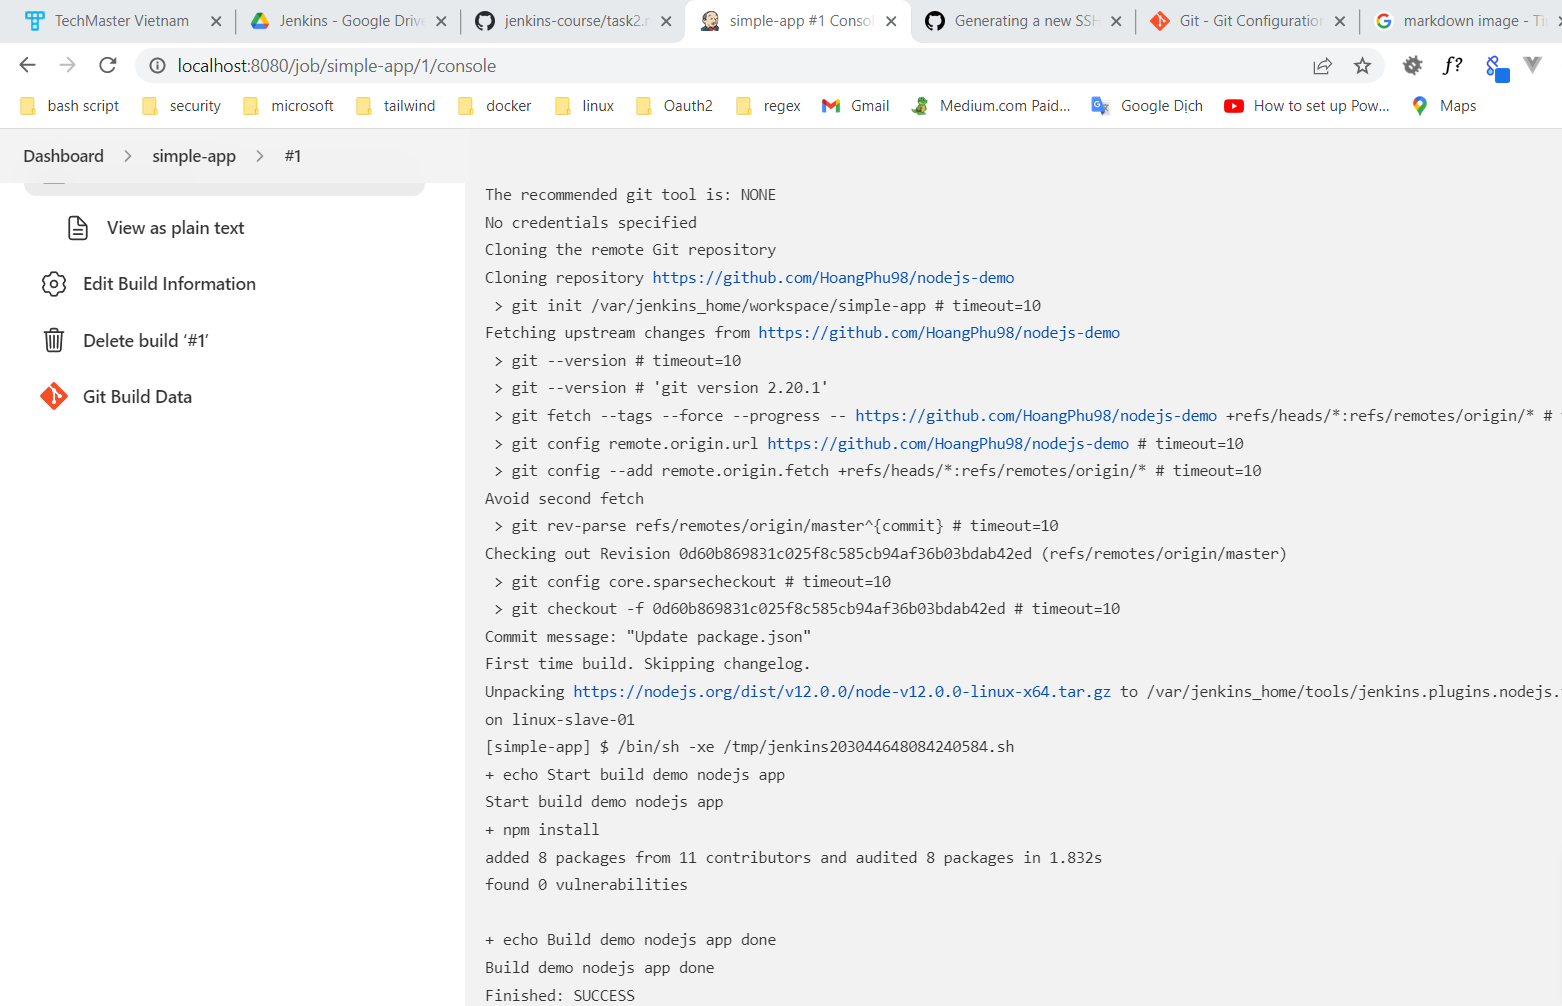 TechMaster Vietnam
Jenkins - Google Drive
jenkins-course/task2.m
simple-app #1 Consol
Generating a new SSH
Git - Git Configuration
markdown image - Tì
localhost:8080/job/simple-app/1/console
f?
bash script
security
microsoft
tailwind
docker
linux
Oauth2
regex
Gmail
Medium.com Paid...
Google Dịch
How to set up Pow...
Maps
Dashboard > simple-app > #1
View as plain text
Edit Build Information
Delete build ‘#1’
Git Build Data
The recommended git tool is: NONE
No credentials specified
Cloning the remote Git repository
Cloning repository https://github.com/HoangPhu98/nodejs-demo
 > git init /var/jenkins_home/workspace/simple-app # timeout=10
Fetching upstream changes from https://github.com/HoangPhu98/nodejs-demo
 > git --version # timeout=10
 > git --version # 'git version 2.20.1'
 > git fetch --tags --force --progress -- https://github.com/HoangPhu98/nodejs-demo +refs/heads/*:refs/remotes/origin/* #
 > git config remote.origin.url https://github.com/HoangPhu98/nodejs-demo # timeout=10
 > git config --add remote.origin.fetch +refs/heads/*:refs/remotes/origin/* # timeout=10
Avoid second fetch
 > git rev-parse refs/remotes/origin/master^{commit} # timeout=10
Checking out Revision 0d60b869831c025f8c585cb94af36b03bdab42ed (refs/remotes/origin/master)
 > git config core.sparsecheckout # timeout=10
 > git checkout -f 0d60b869831c025f8c585cb94af36b03bdab42ed # timeout=10
Commit message: "Update package.json"
First time build. Skipping changelog.
Unpacking https://nodejs.org/dist/v12.0.0/node-v12.0.0-linux-x64.tar.gz to /var/jenkins_home/tools/jenkins.plugins.nodejs.
on linux-slave-01
[simple-app] $ /bin/sh -xe /tmp/jenkins203044648084240584.sh
+ echo Start build demo nodejs app
Start build demo nodejs app
+ npm install
added 8 packages from 11 contributors and audited 8 packages in 1.832s
found 0 vulnerabilities
+ echo Build demo nodejs app done
Build demo nodejs app done
Finished: SUCCESS